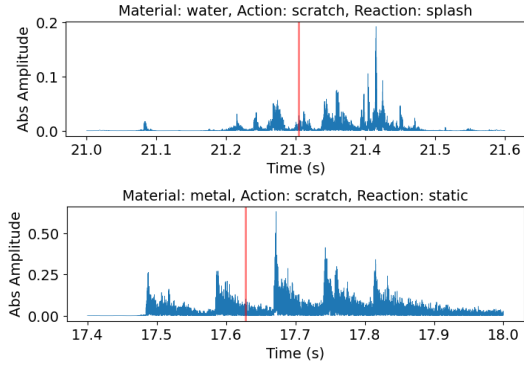 Material: water, Action: scratch, Reaction: splash
Abs Amplitude
0.2
0.1
0.0
21.0 21.1 21.2 21.3 21.4 21.5 21.6
Time (s)
Material: metal, Action: scratch, Reaction: static
Abs Amplitude
0.50
0.25
0.00
17.4 17.5 17.6 17.7 17.8 17.9 18.0
Time (s)